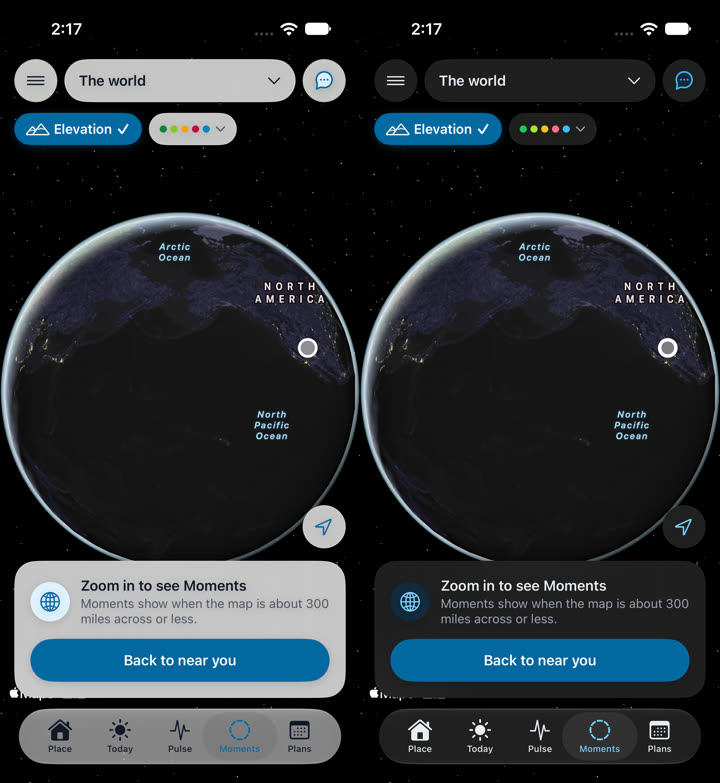 2:17
The world
Elevation
Arctic
Ocean
NORTH
AMERICA
North
Pacific
Ocean
Zoom in to see Moments
Moments show when the map is about 300
miles across or less.
Back to near you
Place
Today
Pulse
Moments
Plans
2:17
The world
Elevation
Arctic
Ocean
NORTH
AMERICA
North
Pacific
Ocean
Zoom in to see Moments
Moments show when the map is about 300
miles across or less.
Back to near you
Place
Today
Pulse
Moments
Plans